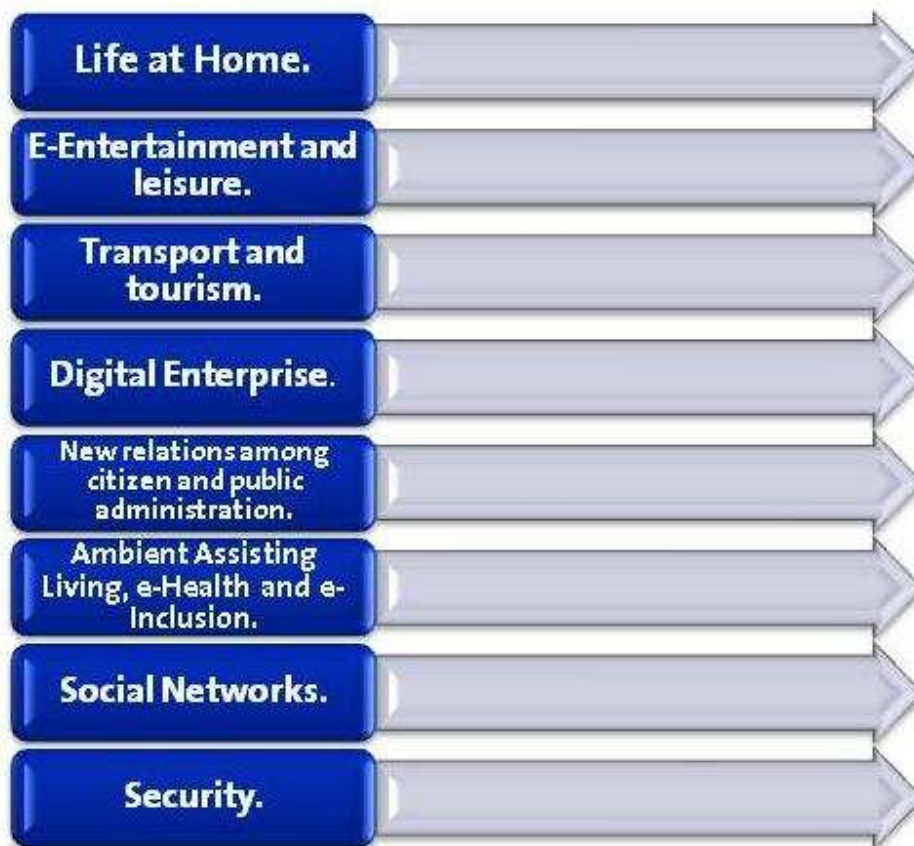 Life at Home.
E-Entertainment and
leisure.
Transport and
tourism.
Digital Enterprise.
New relations among
citizen and public
administration.
Ambient Assisting
Living, e-Health and e-
Inclusion.
Social Networks.
Security.